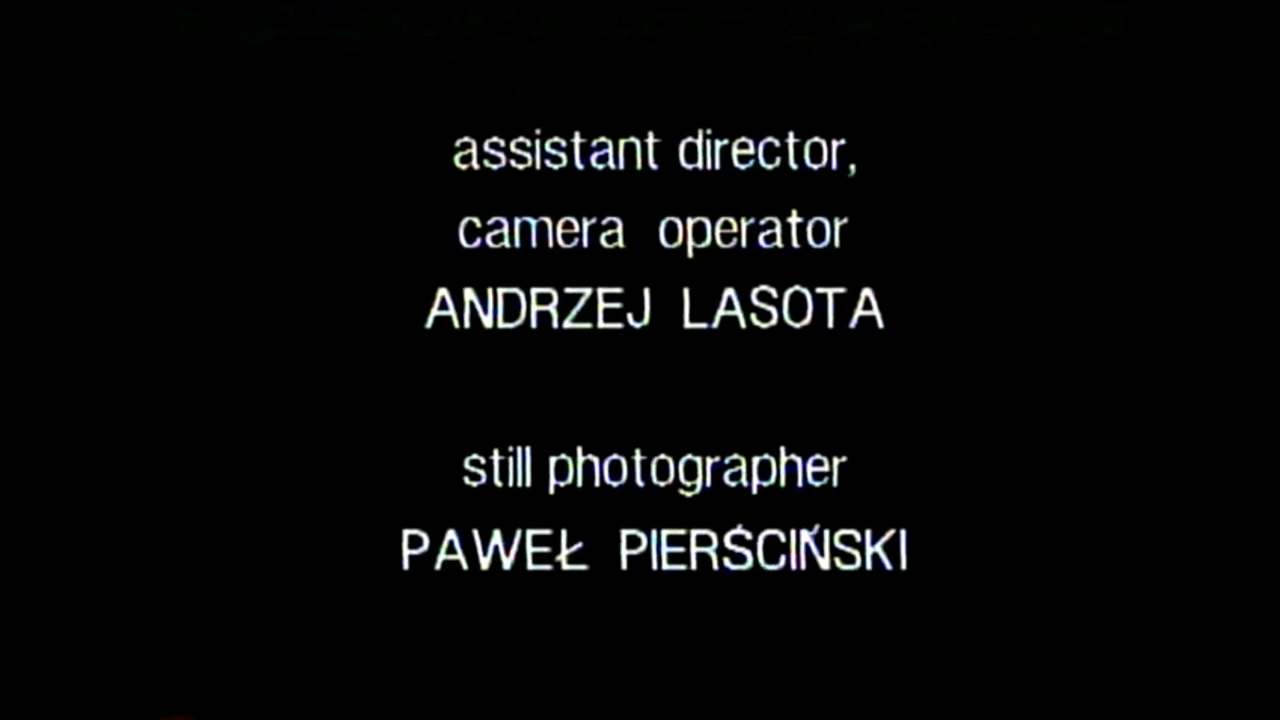 assistant director,
camera operator
ANDRZEJ LASOTA
still photographer
PAWEŁ PIERŚCIŃSKI